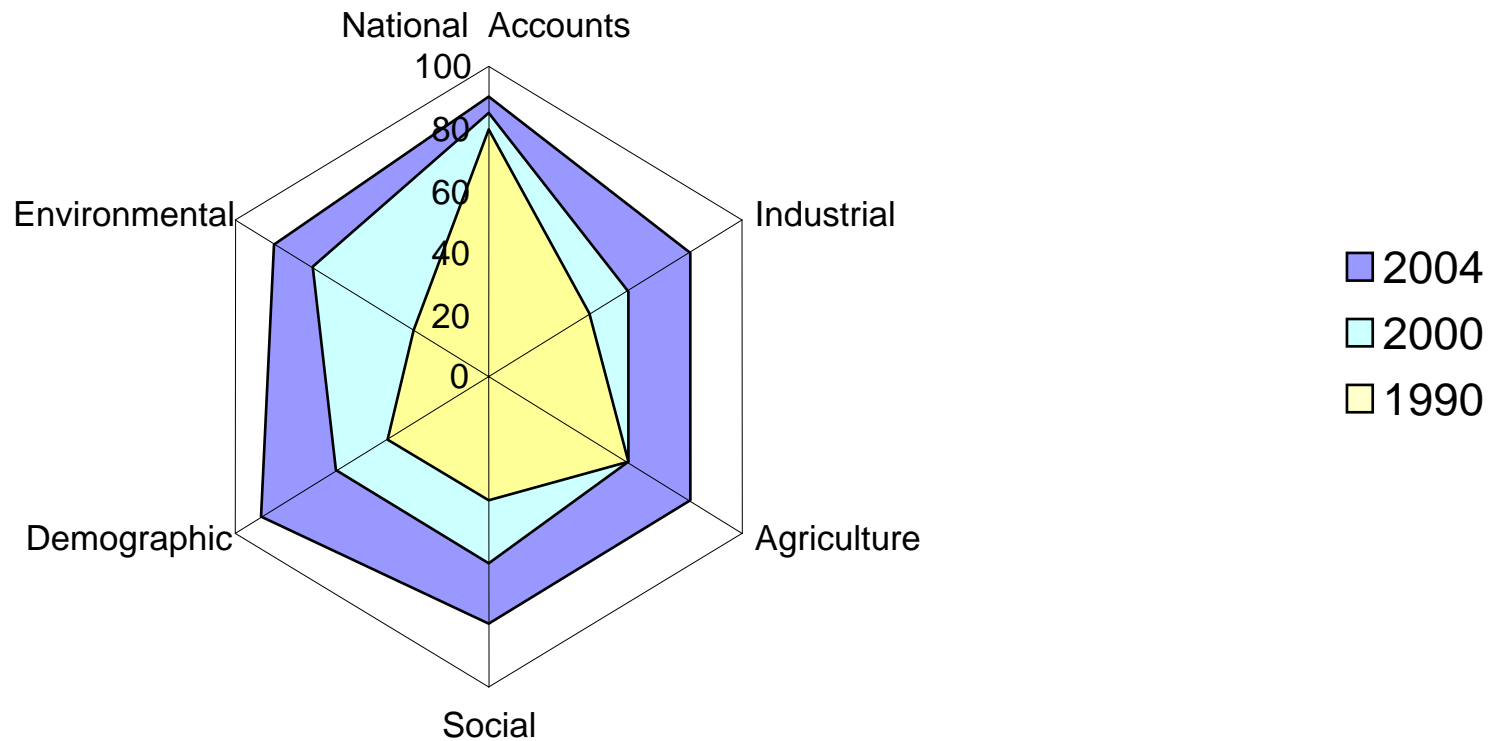 National Accounts
100
80
60
40
20
0
Environmental
Industrial
Demographic
Agriculture
Social
2004
2000
1990